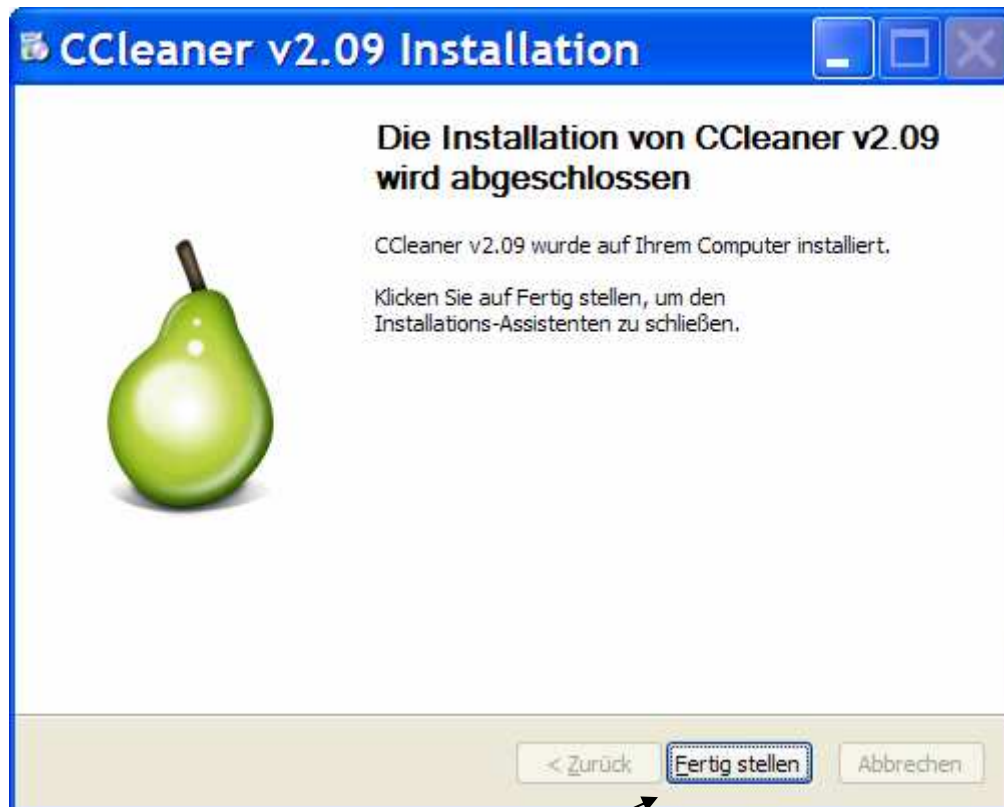 CCleaner v2.09 Installation
Die Installation von CCleaner v2.09
wird abgeschlossen
CCleaner v2.09 wurde auf Ihrem Computer installiert.
Klicken Sie auf Fertig stellen, um den
Installations-Assistenten zu schließen.
< Zurück Fertig stellen Abbrechen